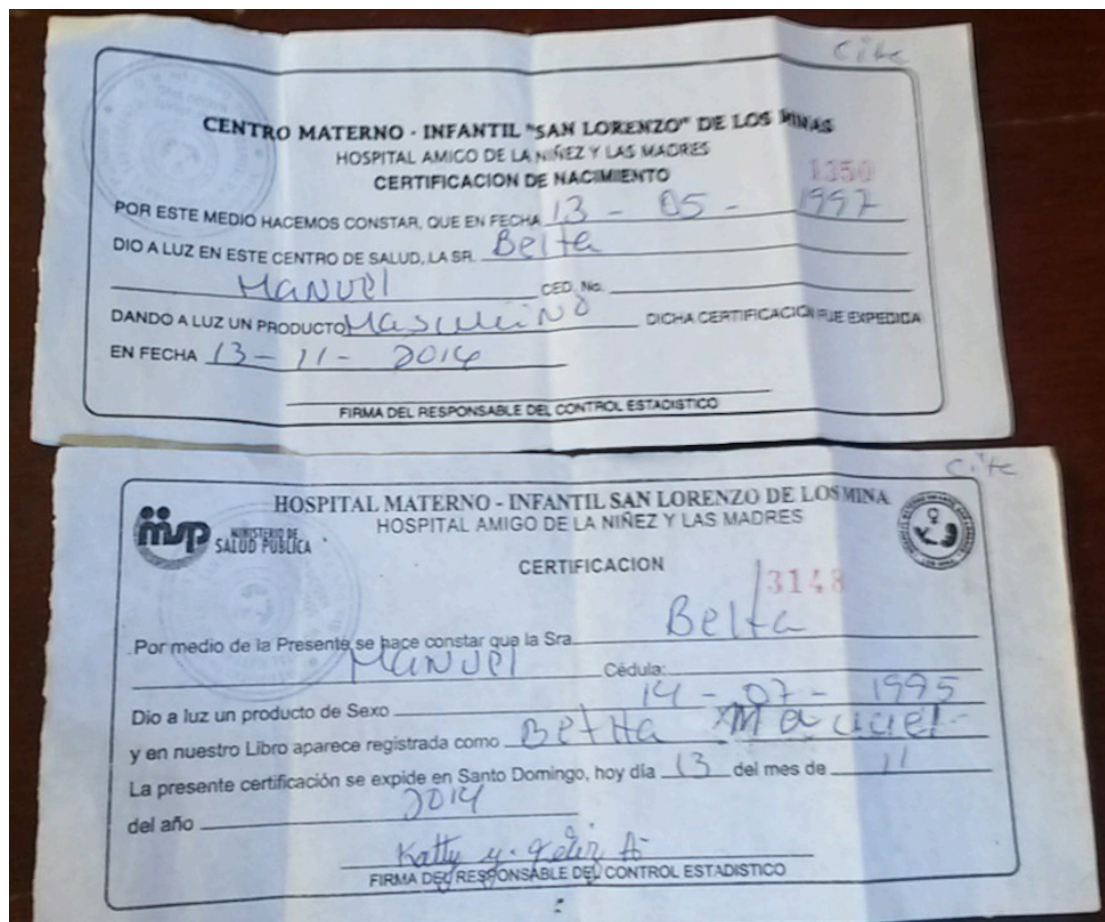 Cite
CENTRO MATERNO - INFANTIL "SAN LORENZO" DE LOS MINAS
HOSPITAL AMIGO DE LA NIÑEZ Y LAS MADRES
CERTIFICACION DE NACIMIENTO
1350
POR ESTE MEDIO HACEMOS CONSTAR, QUE EN FECHA 13 - 05 - 1997
DIO A LUZ EN ESTE CENTRO DE SALUD, LA SR. Belta
Manuel CED. No.
DANDO A LUZ UN PRODUCTO Masculino DICHA CERTIFICACION FUE EXPEDIDA
EN FECHA 13 - 11 - 2014
FIRMA DEL RESPONSABLE DEL CONTROL ESTADISTICO
Cite
HOSPITAL MATERNO - INFANTIL SAN LORENZO DE LOS MINA
HOSPITAL AMIGO DE LA NIÑEZ Y LAS MADRES
msp MINISTERIO DE
SALUD PUBLICA
CERTIFICACION
3148
Por medio de la Presente se hace constar que la Sra. Belta
Manuel Cédula:
Dio a luz un producto de Sexo 14 - 07 - 1995
y en nuestro Libro aparece registrada como Betha Manuel
La presente certificación se expide en Santo Domingo, hoy día 13 del mes de 11
del año 2014
Katty y.
FIRMA DEL RESPONSABLE DEL CONTROL ESTADISTICO